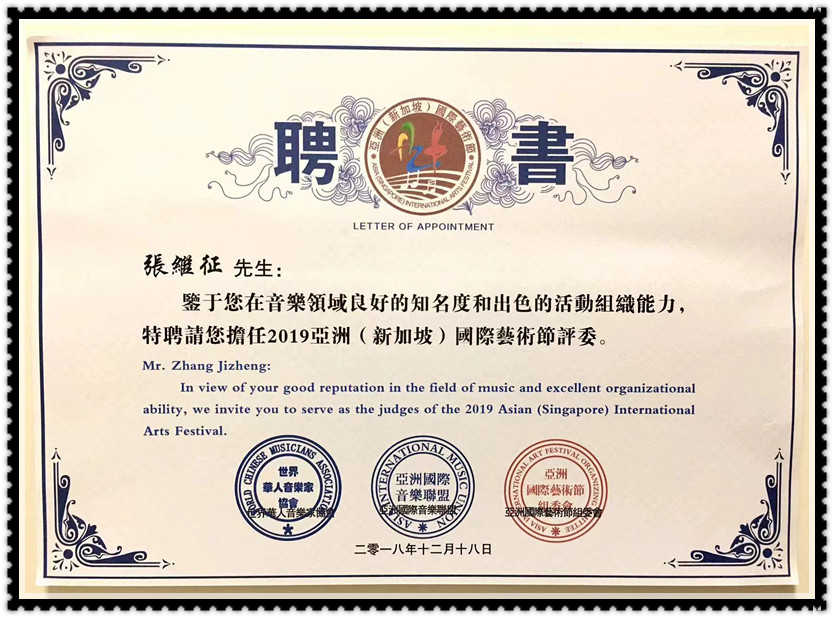 聘 書
亞洲（新加坡）國際藝術節
ASIA (SINGAPORE) INTERNATIONAL ARTS FESTIVAL
LETTER OF APPOINTMENT
張繼征 先生：
鑒于您在音樂領域良好的知名度和出色的活動組織能力，
特聘請您擔任2019亞洲（新加坡）國際藝術節評委。
Mr. Zhang Jizheng:
In view of your good reputation in the field of music and excellent organizational
ability, we invite you to serve as the judges of the 2019 Asian (Singapore) International
Arts Festival.
WORLD CHINESE MUSICIANS ASSOCIATION
世界
華人音樂家
協會
世界華人音樂家協會
ASIA INTERNATIONAL MUSIC UNION
亞洲國際
音樂聯盟
亞洲國際音樂聯盟
ASIA INTERNATIONAL ART FESTIVAL ORGANIZING COMMITTEE
亞洲
國際藝術節
組委會
亞洲國際藝術節組委會
二零一八年十二月十八日